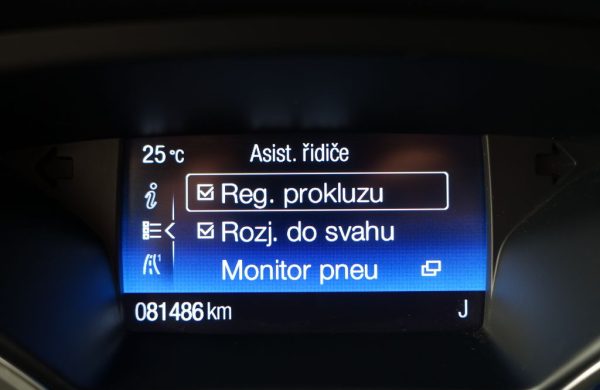 25 °C Asist. řidiče
Reg. prokluzu
Rozj. do svahu
Monitor pneu
081486 km J